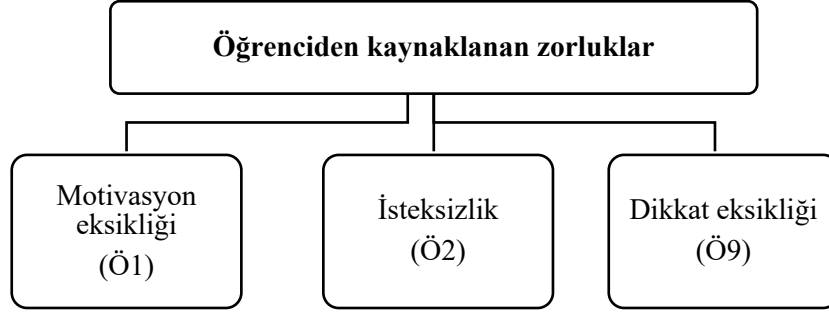 Öğrenciden kaynaklanan zorluklar
Motivasyon
eksikliği
(Ö1)
İsteksizlik
(Ö2)
Dikkat eksikliği
(Ö9)